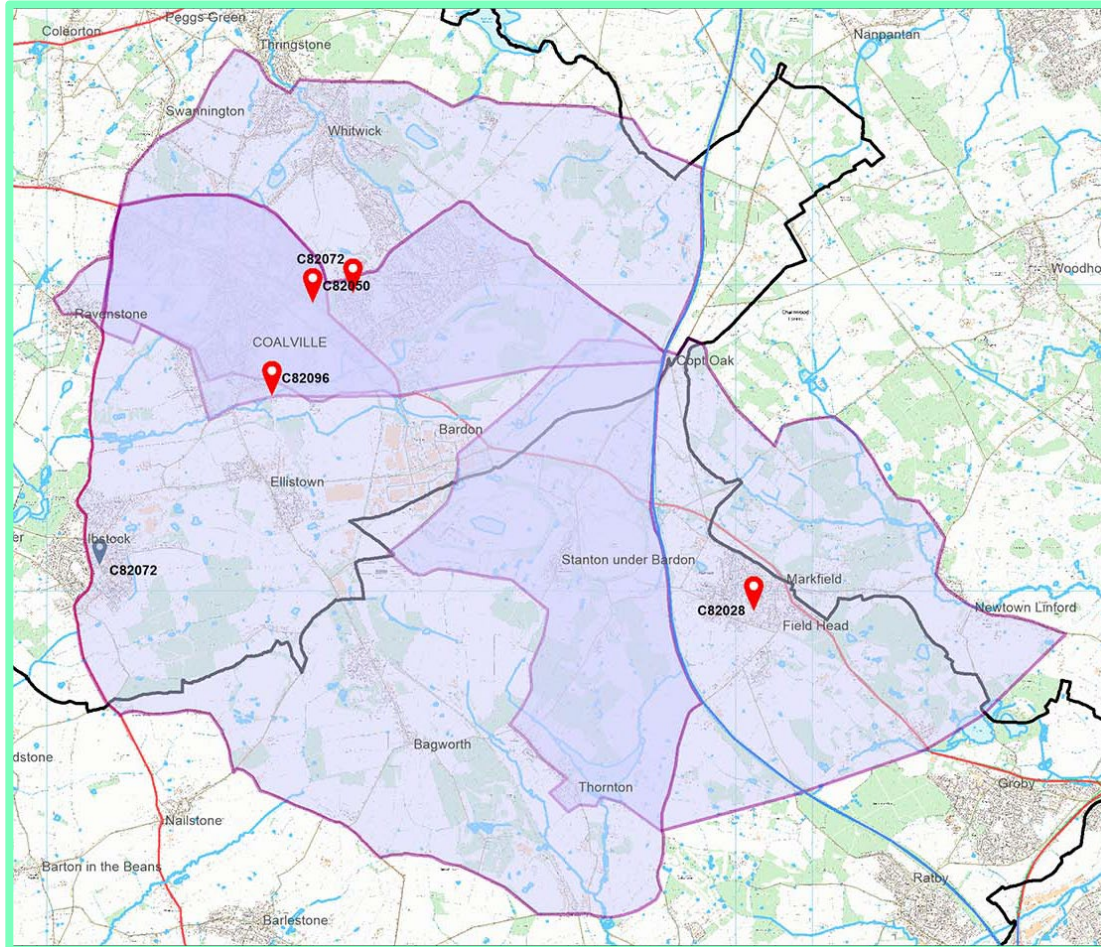 Peggs Green
Coleorton
Thringstone
Nanpantan
Swannington
Whitwick
C82072
C82050
Woodho
Ravenstone
COALVILLE
Copt Oak
C82096
Bardon
Ellistown
er
Ibstock
C82072
Stanton under Bardon
Markfield
C82028
Newtown Linford
Field Head
Bagworth
dstone
Thornton
Groby
Nailstone
Barton in the Beans
Ratby
Barlestone